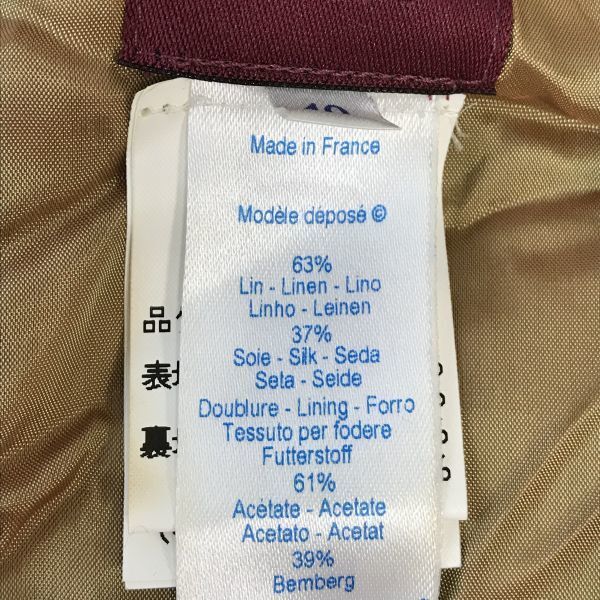 Made in France
Modèle déposé ©
63%
Lin - Linen - Lino
Linho - Leinen
37%
Soie - Silk - Seda
Seta - Seide
Doublure - Lining - Forro
Tessuto per fodere
Futterstoff
61%
Acétate - Acetate
Acetato - Acetat
39%
Bemberg
品
表
裏